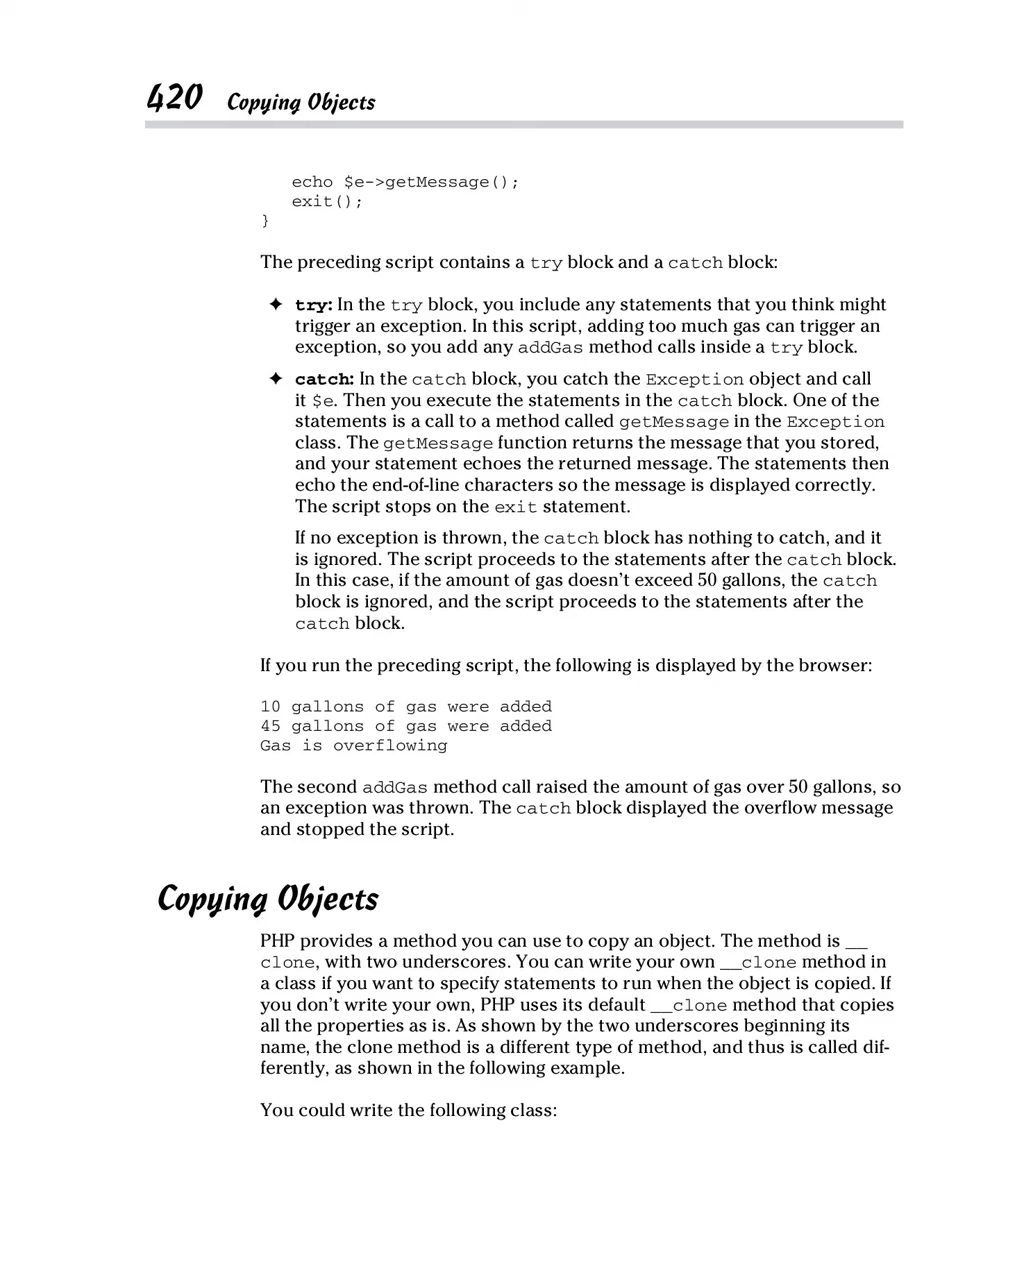 420 Copying Objects
echo $e->getMessage();
exit();
}
The preceding script contains a try block and a catch block:
✦ try: In the try block, you include any statements that you think might
trigger an exception. In this script, adding too much gas can trigger an
exception, so you add any addGas method calls inside a try block.
✦ catch: In the catch block, you catch the Exception object and call
it $e. Then you execute the statements in the catch block. One of the
statements is a call to a method called getMessage in the Exception
class. The getMessage function returns the message that you stored,
and your statement echoes the returned message. The statements then
echo the end-of-line characters so the message is displayed correctly.
The script stops on the exit statement.
If no exception is thrown, the catch block has nothing to catch, and it
is ignored. The script proceeds to the statements after the catch block.
In this case, if the amount of gas doesn’t exceed 50 gallons, the catch
block is ignored, and the script proceeds to the statements after the
catch block.
If you run the preceding script, the following is displayed by the browser:
10 gallons of gas were added
45 gallons of gas were added
Gas is overflowing
The second addGas method call raised the amount of gas over 50 gallons, so
an exception was thrown. The catch block displayed the overflow message
and stopped the script.
Copying Objects
PHP provides a method you can use to copy an object. The method is __
clone, with two underscores. You can write your own __clone method in
a class if you want to specify statements to run when the object is copied. If
you don’t write your own, PHP uses its default __clone method that copies
all the properties as is. As shown by the two underscores beginning its
name, the clone method is a different type of method, and thus is called dif-
ferently, as shown in the following example.
You could write the following class: